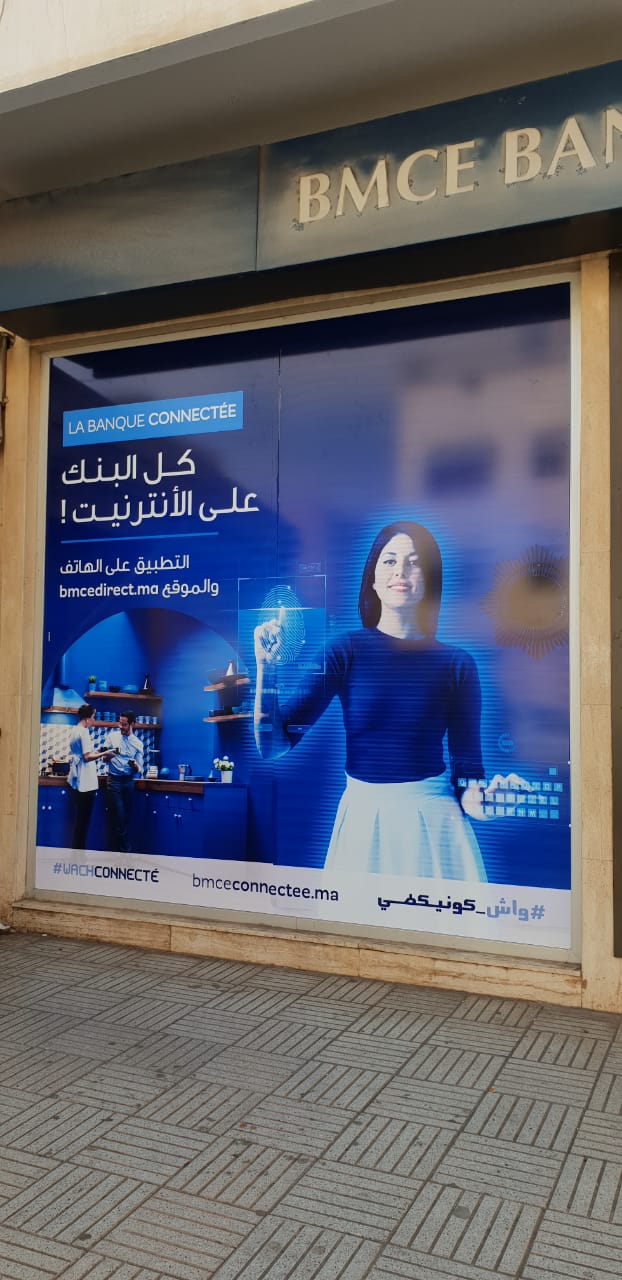 BMCE BAN
LA BANQUE CONNECTÉE
كل البنك
على الأنترنيت !
التطبيق على الهاتف
والموقع bmcedirect.ma
#WACHCONNECTÉ
bmceconnectee.ma
#واش_كونيكطي